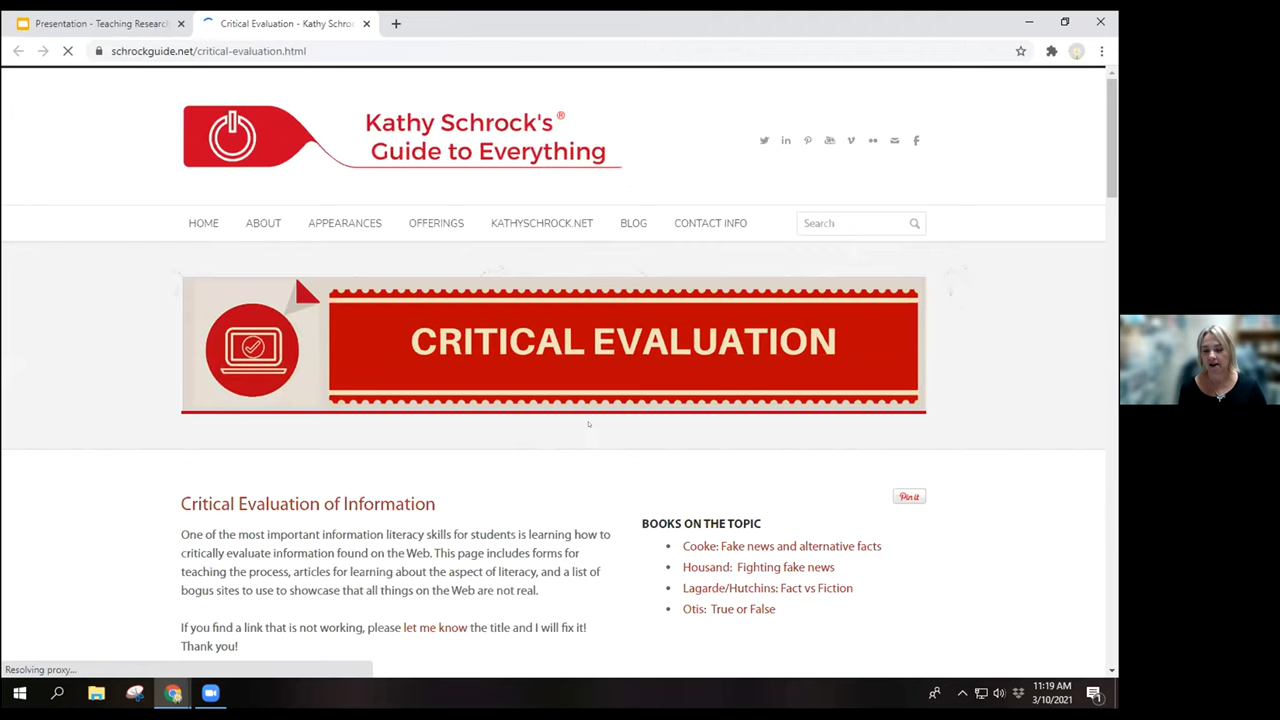 Presentation - Teaching Research
Critical Evaluation - Kathy Schroc
schrockguide.net/critical-evaluation.html
Kathy Schrock's ®
Guide to Everything
HOME ABOUT APPEARANCES OFFERINGS KATHYSCHROCK.NET BLOG CONTACT INFO Search
CRITICAL EVALUATION
Critical Evaluation of Information
One of the most important information literacy skills for students is learning how to
critically evaluate information found on the Web. This page includes forms for
teaching the process, articles for learning about the aspect of literacy, and a list of
bogus sites to use to showcase that all things on the Web are not real.
If you find a link that is not working, please let me know the title and I will fix it!
Thank you!
Pin it
BOOKS ON THE TOPIC
• Cooke: Fake news and alternative facts
• Housand: Fighting fake news
• Lagarde/Hutchins: Fact vs Fiction
• Otis: True or False
Resolving proxy...
11:19 AM
3/10/2021
1